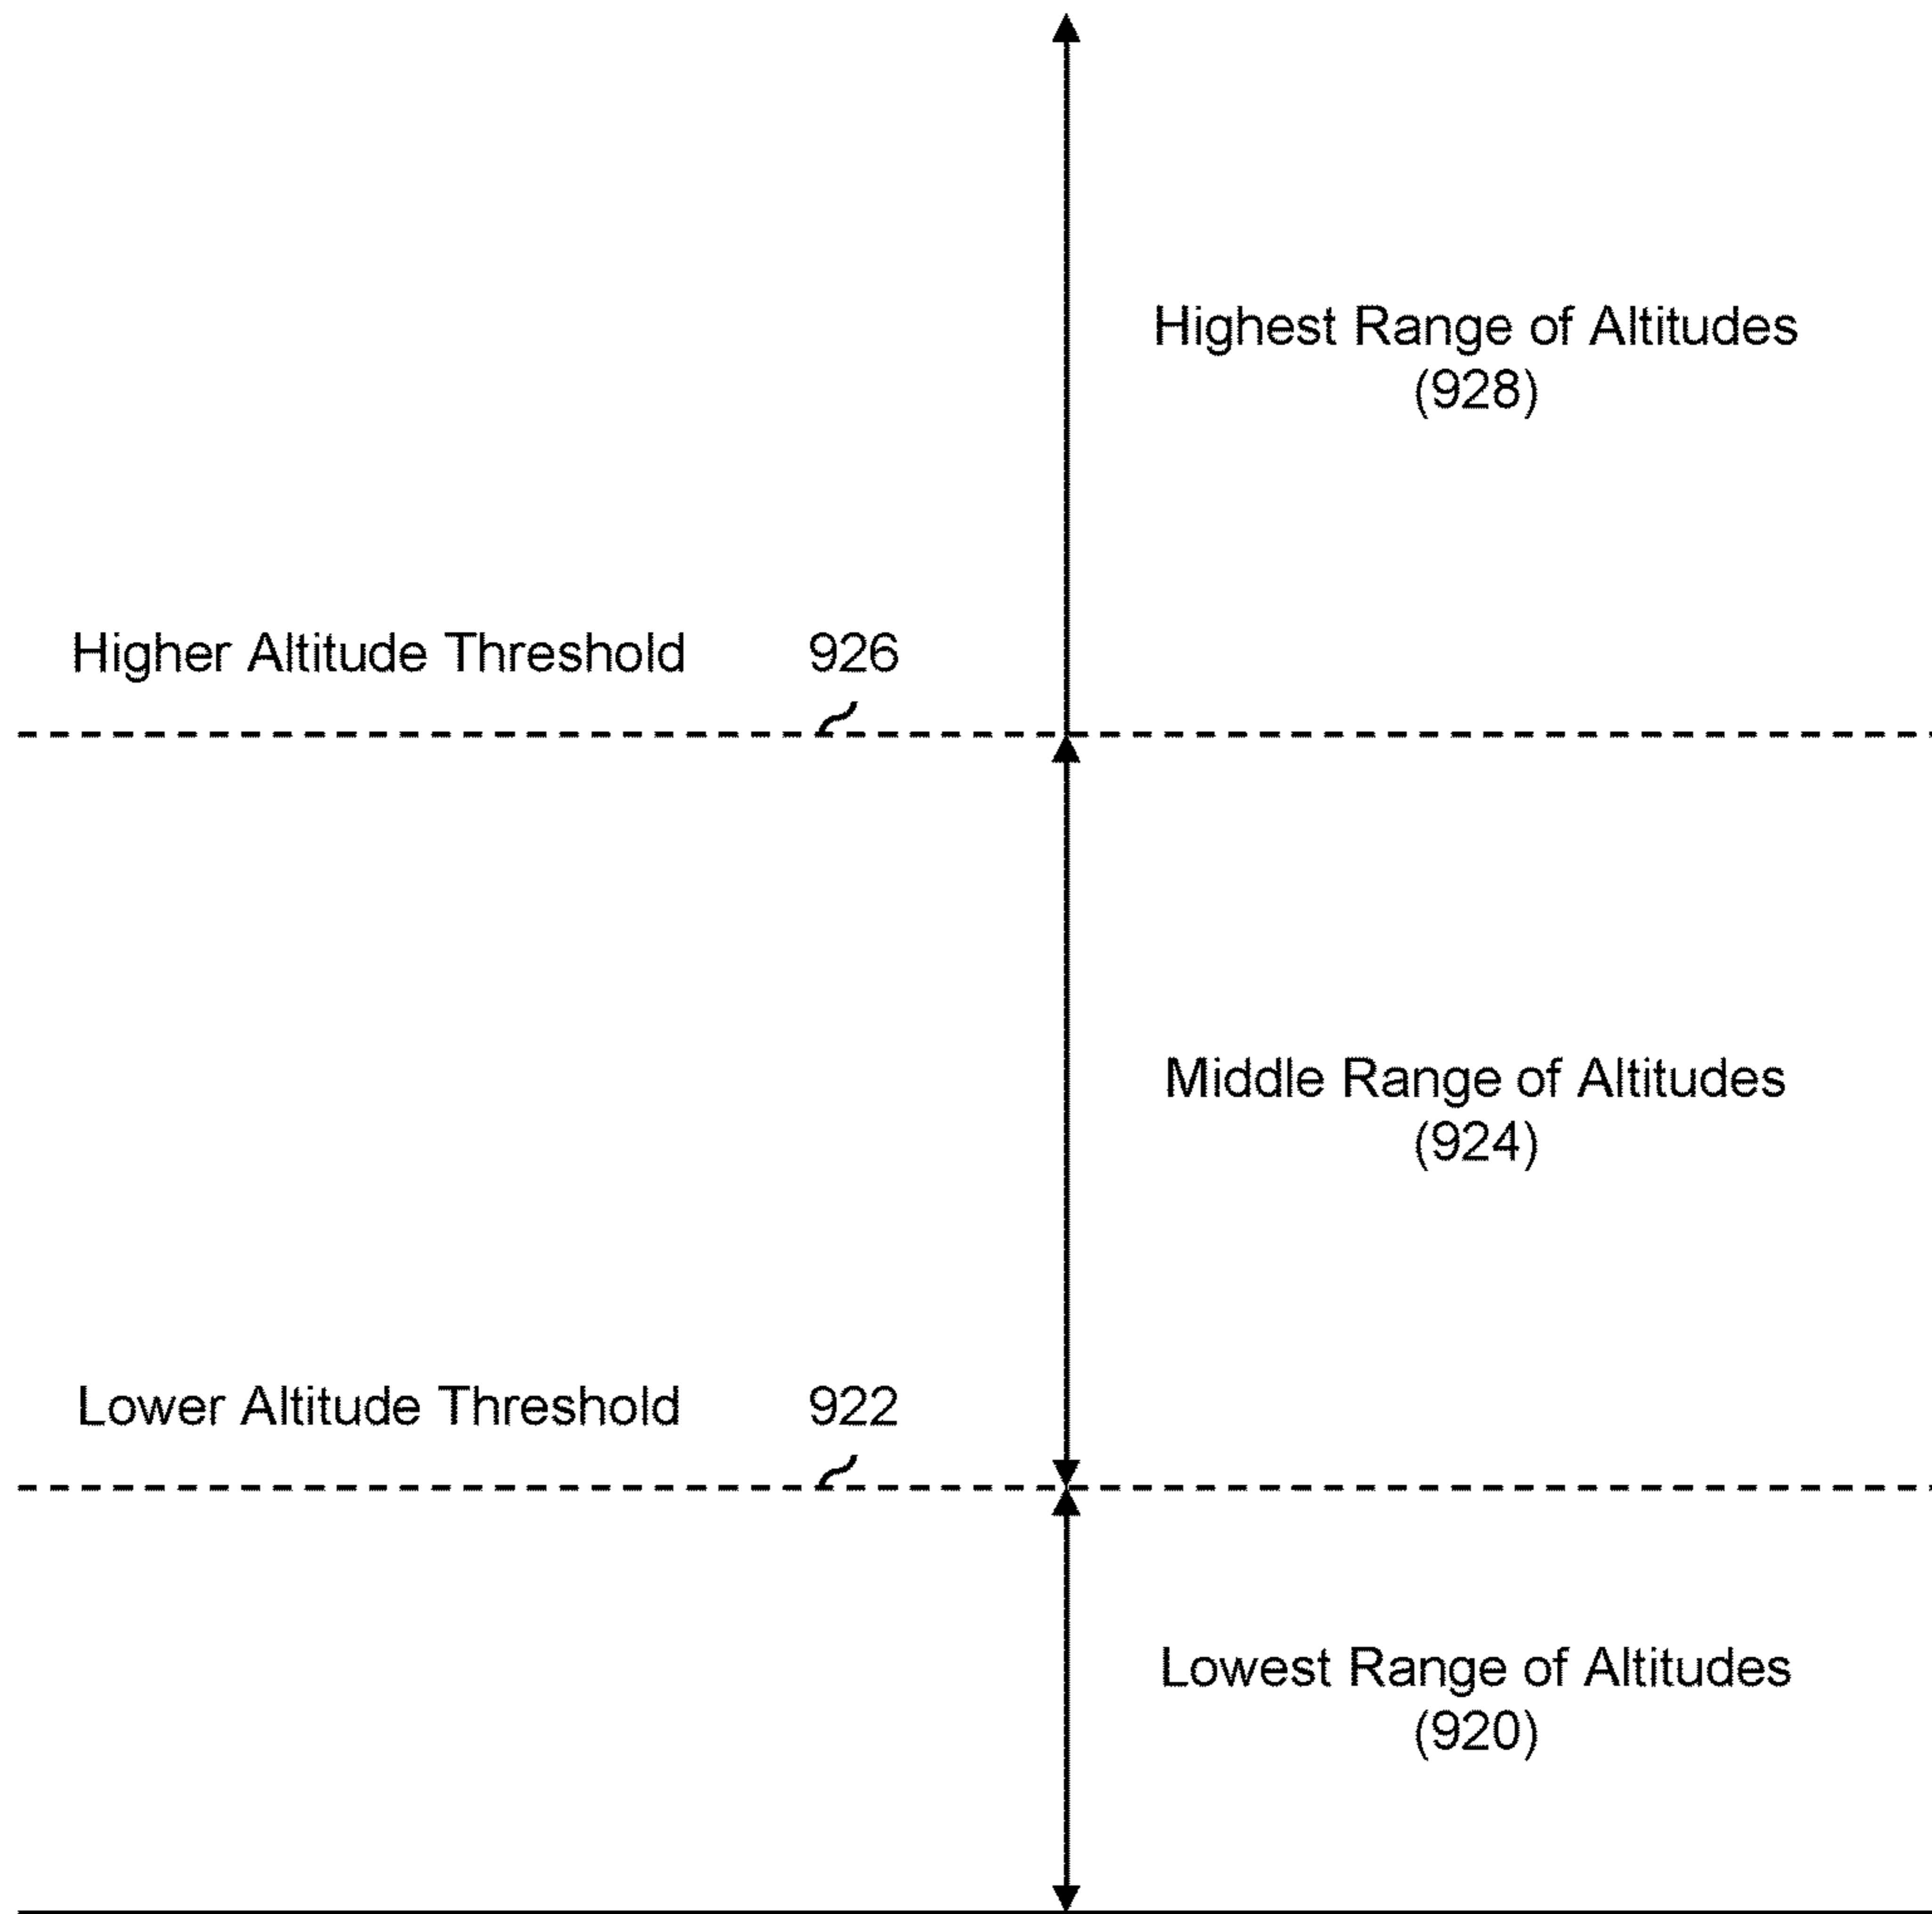 Highest Range of Altitudes
(928)
Higher Altitude Threshold 926
Middle Range of Altitudes
(924)
Lower Altitude Threshold 922
Lowest Range of Altitudes
(920)